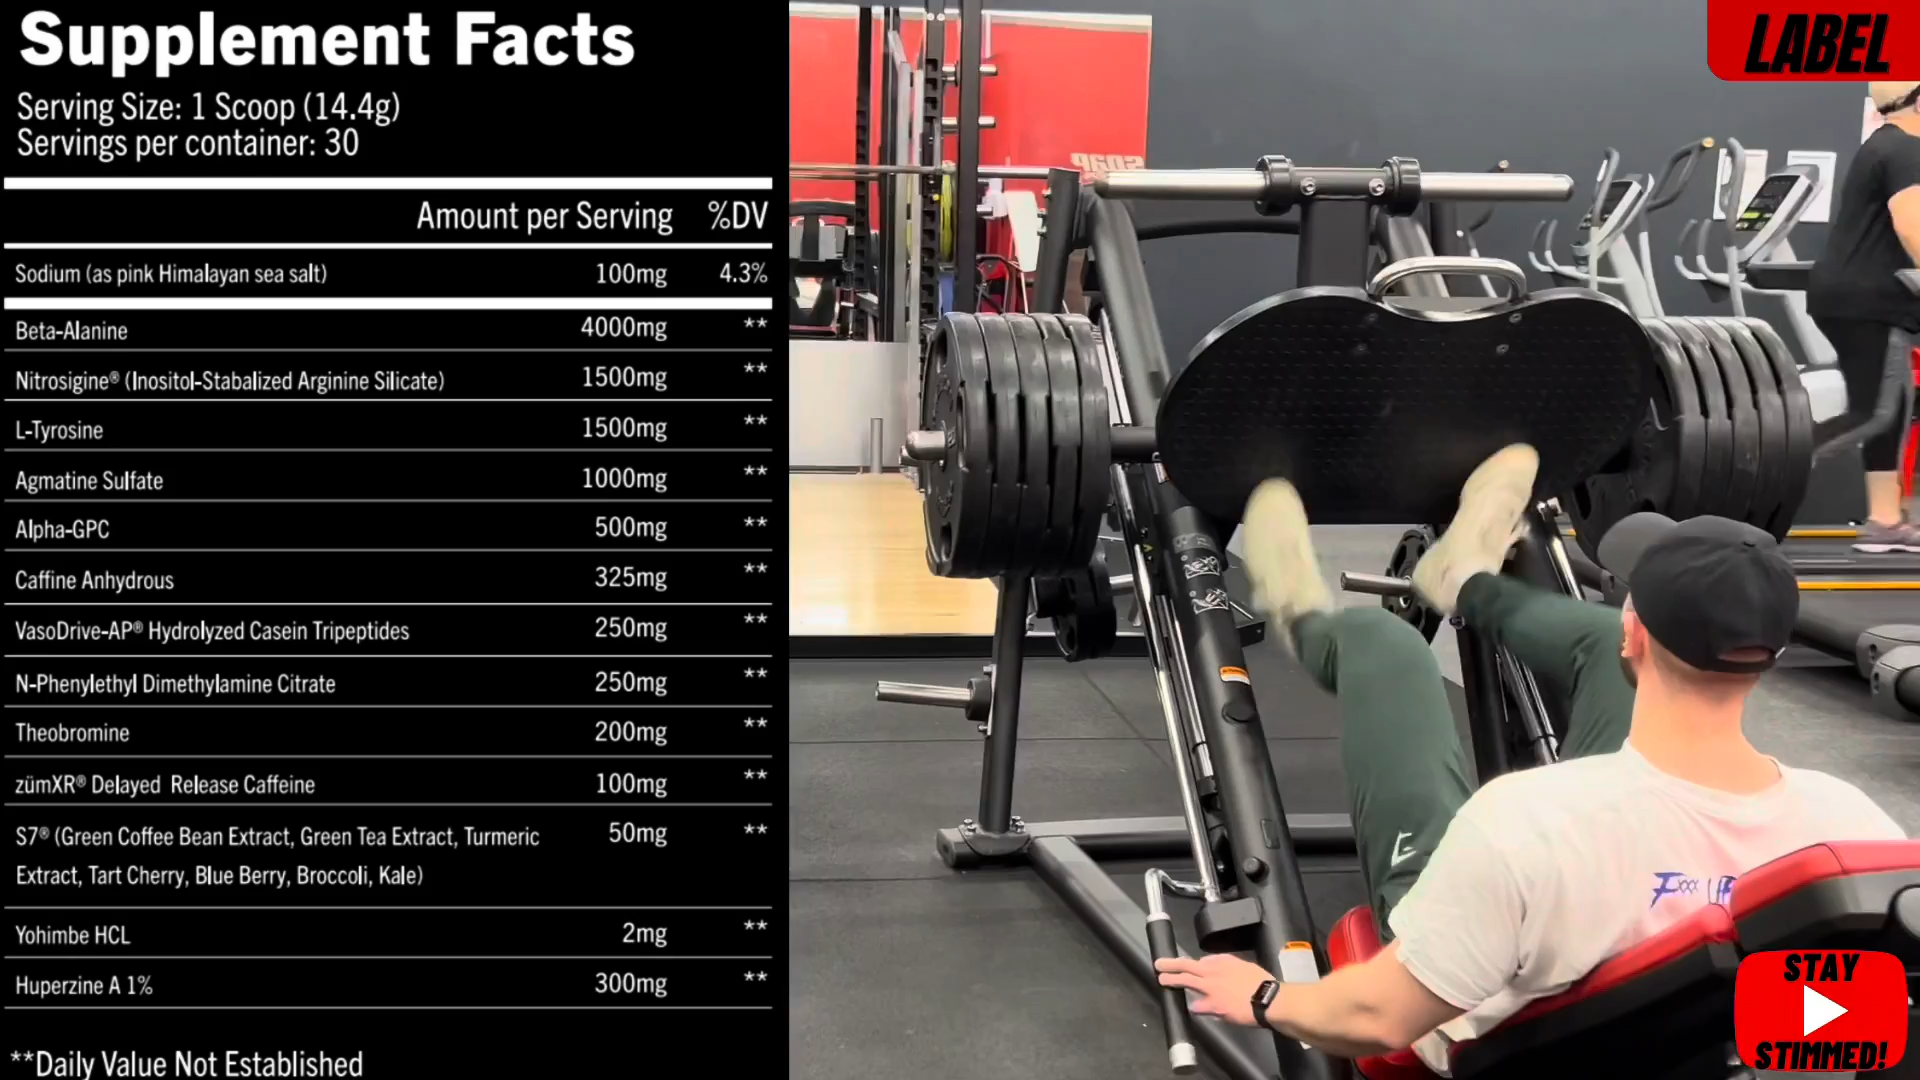 Supplement Facts
Serving Size: 1 Scoop (14.4g)
Servings per container: 30
Amount per Serving %DV
Sodium (as pink Himalayan sea salt) 100mg 4.3%
Beta-Alanine 4000mg **
Nitrosigine® (Inositol-Stabalized Arginine Silicate) 1500mg **
L-Tyrosine 1500mg **
Agmatine Sulfate 1000mg **
Alpha-GPC 500mg **
Caffine Anhydrous 325mg **
VasoDrive-AP® Hydrolyzed Casein Tripeptides 250mg **
N-Phenylethyl Dimethylamine Citrate 250mg **
Theobromine 200mg **
zümXR® Delayed Release Caffeine 100mg **
S7® (Green Coffee Bean Extract, Green Tea Extract, Turmeric 50mg **
Extract, Tart Cherry, Blue Berry, Broccoli, Kale)
Yohimbe HCL 2mg **
Huperzine A 1% 300mg **
**Daily Value Not Established
LABEL
STAY
STIMMED!